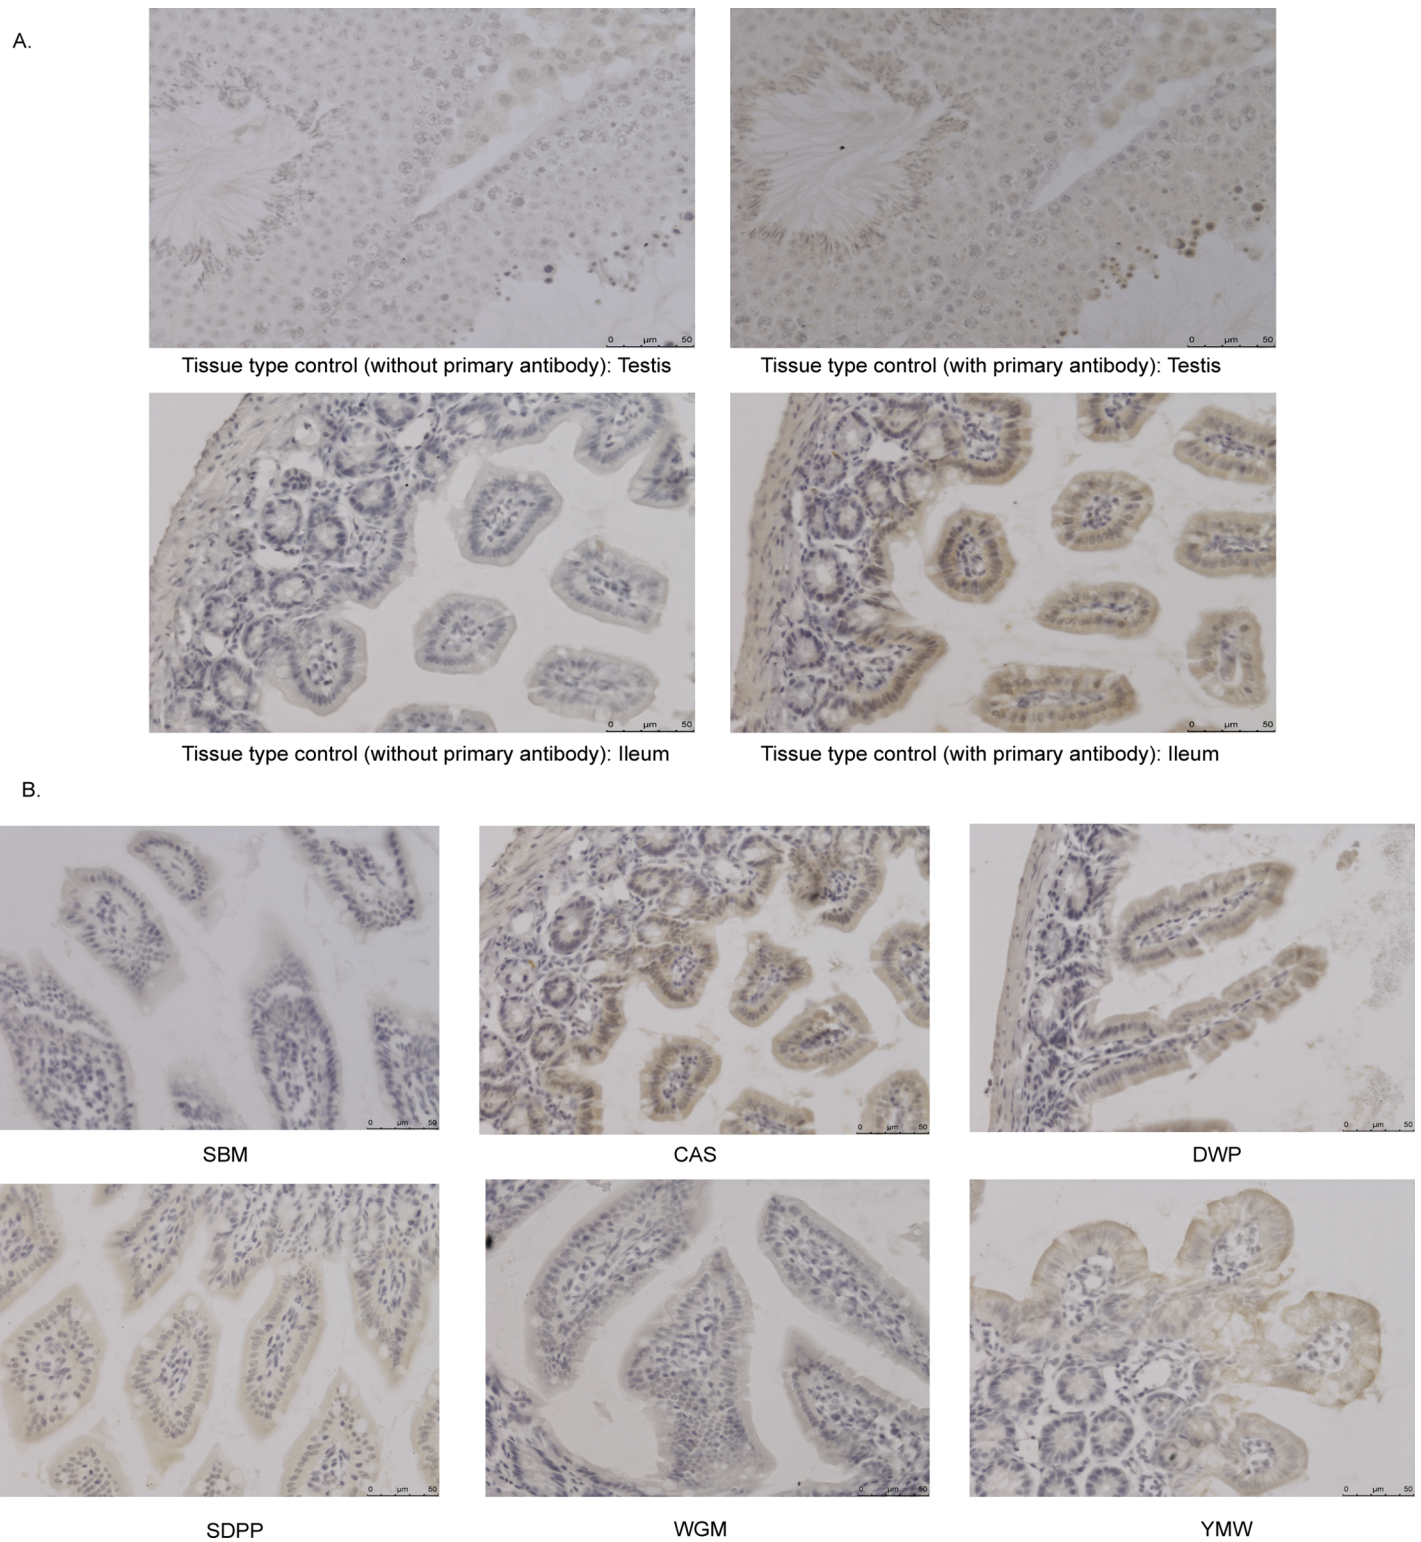 A.
0 µm 50
0 µm 50
Tissue type control (without primary antibody): Testis
Tissue type control (with primary antibody): Testis
0 µm 50
0 µm 50
Tissue type control (without primary antibody): Ileum
Tissue type control (with primary antibody): Ileum
B.
0 µm 50
0 µm 50
0 µm 50
SBM
CAS
DWP
0 µm 50
0 µm 50
0 µm 50
SDPP
WGM
YMW